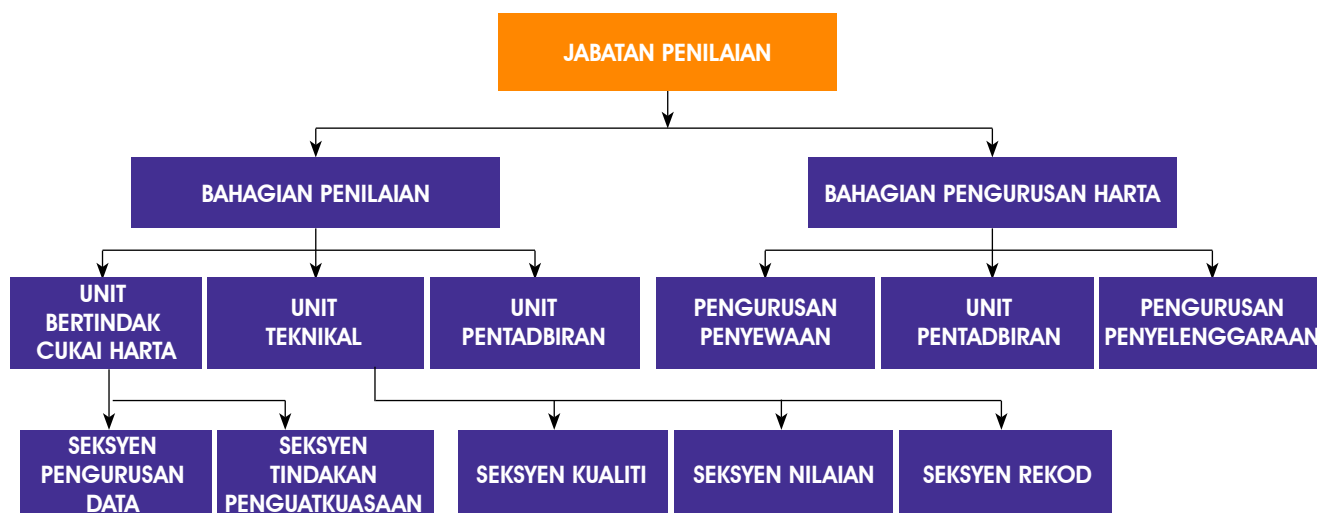 JABATAN PENILAIAN
BAHAGIAN PENILAIAN
BAHAGIAN PENGURUSAN HARTA
UNIT
BERTINDAK
CUKAI HARTA
UNIT
TEKNIKAL
UNIT
PENTADBIRAN
PENGURUSAN
PENYEWAAN
UNIT
PENTADBIRAN
PENGURUSAN
PENYELENGGARAAN
SEKSYEN
PENGURUSAN
DATA
SEKSYEN
TINDAKAN
PENGUATKUASAAN
SEKSYEN KUALITI
SEKSYEN NILAIAN
SEKSYEN REKOD